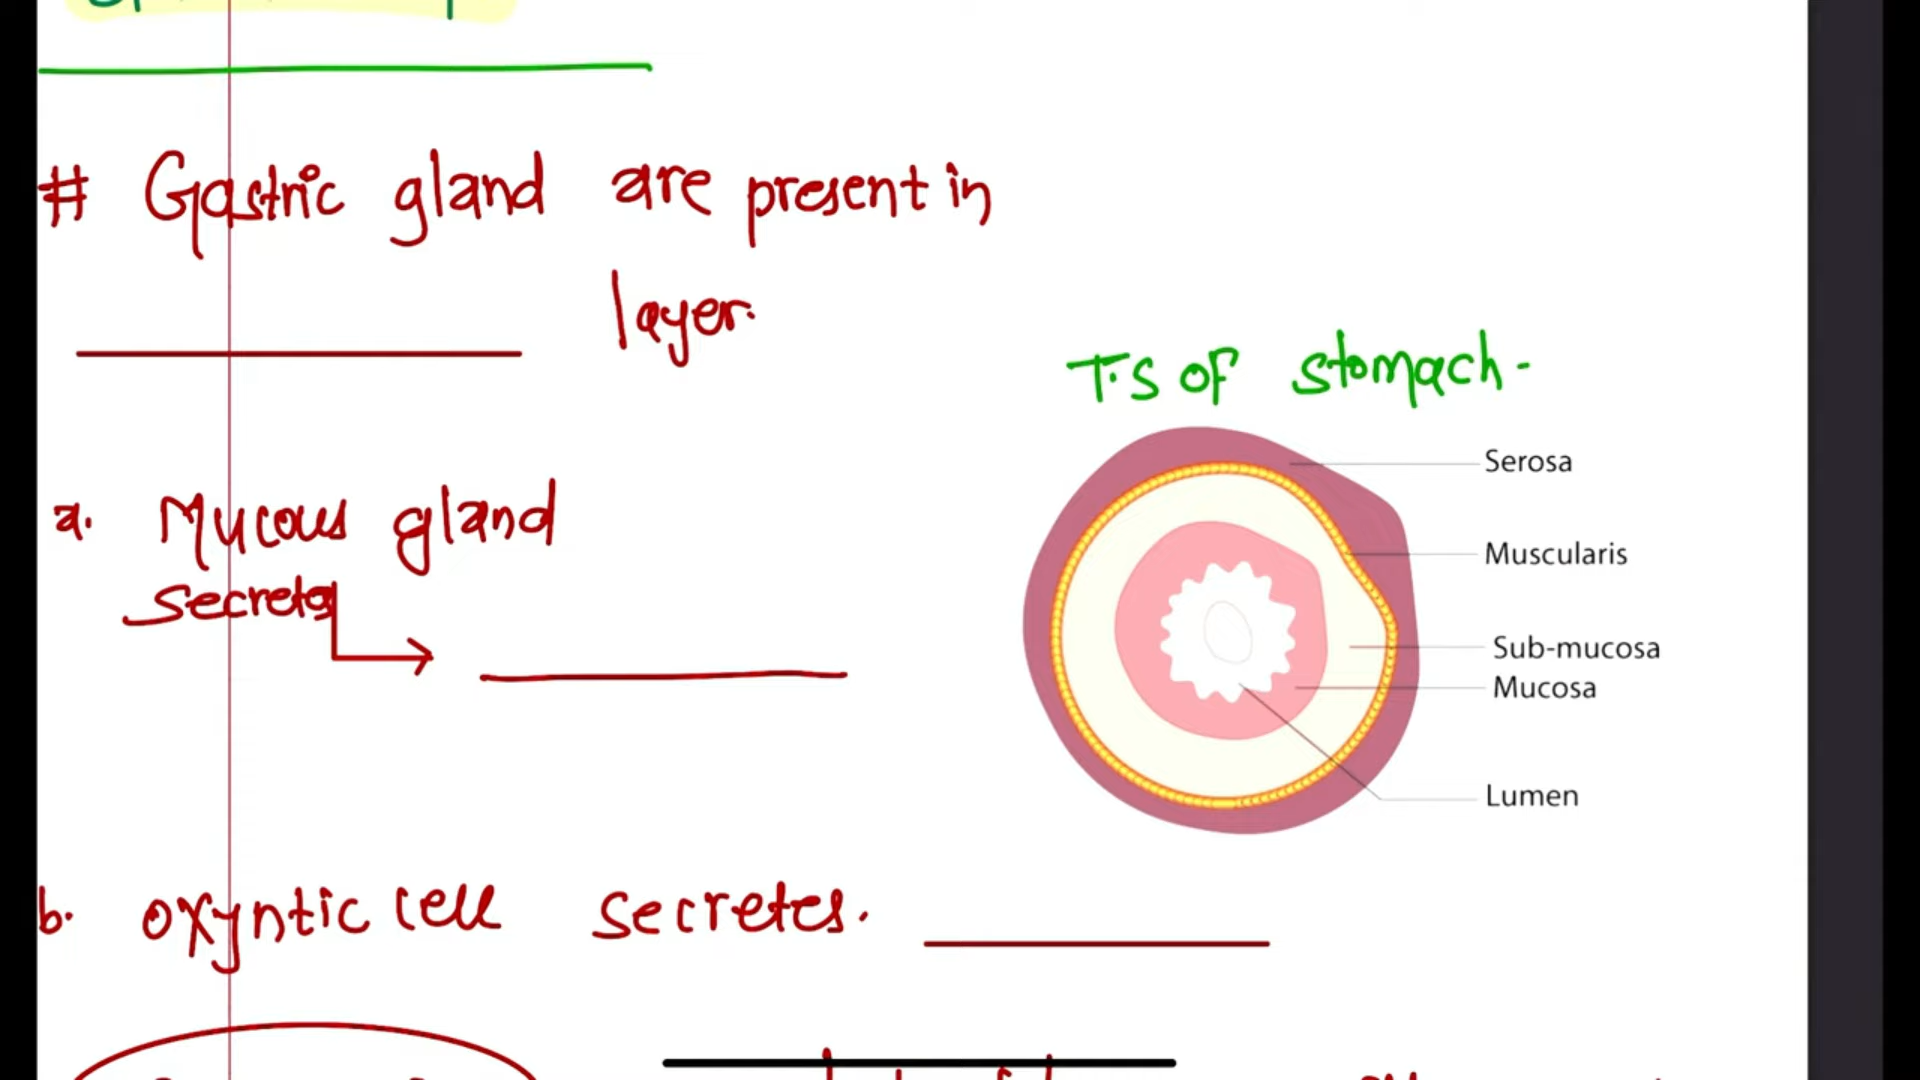 # Gastric gland are present in
layer.
T.S of stomach.
Serosa
Muscularis
Sub-mucosa
Mucosa
Lumen
a. Mucous gland
secretes
b. oxyntic cell secretes.